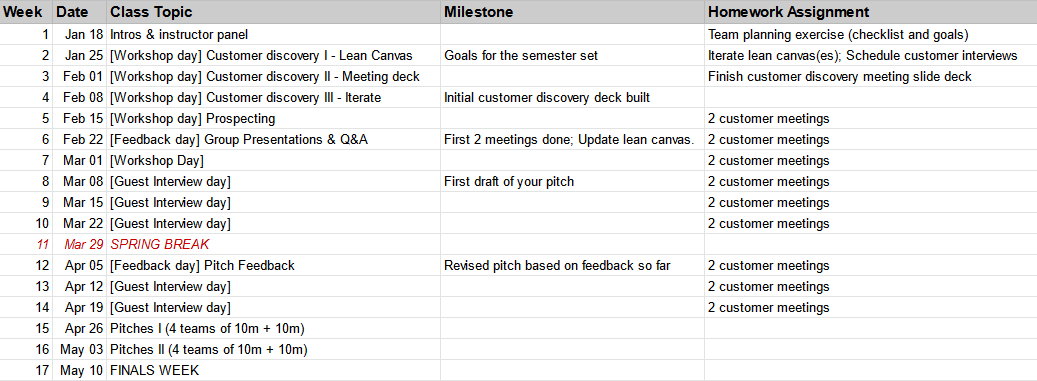 Week Date Class Topic Milestone Homework Assignment
1 Jan 18 Intros & instructor panel Team planning exercise (checklist and goals)
2 Jan 25 [Workshop day] Customer discovery I - Lean Canvas Goals for the semester set Iterate lean canvas(es); Schedule customer interviews
3 Feb 01 [Workshop day] Customer discovery II - Meeting deck Finish customer discovery meeting slide deck
4 Feb 08 [Workshop day] Customer discovery III - Iterate Initial customer discovery deck built
5 Feb 15 [Workshop day] Prospecting 2 customer meetings
6 Feb 22 [Feedback day] Group Presentations & Q&A First 2 meetings done; Update lean canvas. 2 customer meetings
7 Mar 01 [Workshop Day] 2 customer meetings
8 Mar 08 [Guest Interview day] First draft of your pitch 2 customer meetings
9 Mar 15 [Guest Interview day] 2 customer meetings
10 Mar 22 [Guest Interview day] 2 customer meetings
11 Mar 29 SPRING BREAK
12 Apr 05 [Feedback day] Pitch Feedback Revised pitch based on feedback so far 2 customer meetings
13 Apr 12 [Guest Interview day] 2 customer meetings
14 Apr 19 [Guest Interview day] 2 customer meetings
15 Apr 26 Pitches I (4 teams of 10m + 10m)
16 May 03 Pitches II (4 teams of 10m + 10m)
17 May 10 FINALS WEEK